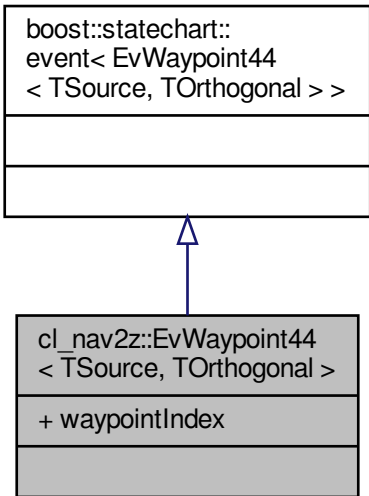 boost::statechart::
event< EvWaypoint44
< TSource, TOrthogonal > >
cl_nav2z::EvWaypoint44
< TSource, TOrthogonal >
+ waypointIndex